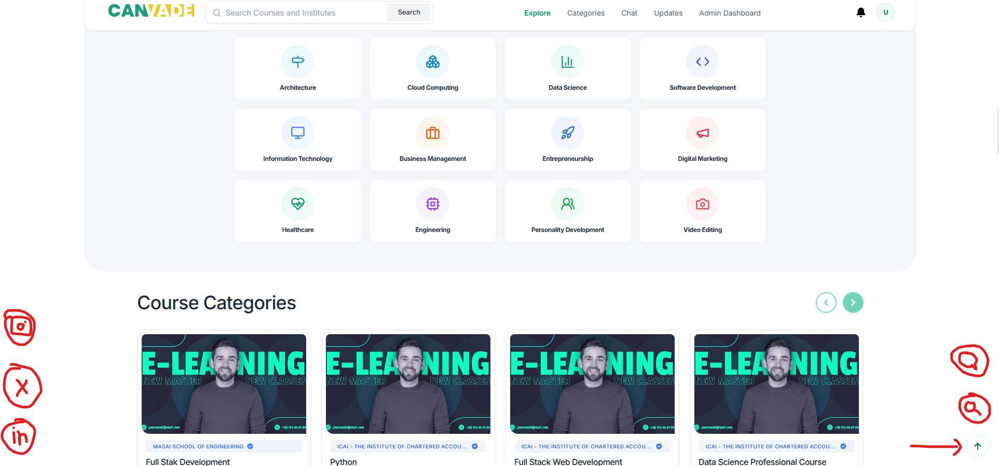 CANVADE
Search Courses and Institutes
Search
Explore
Categories
Chat
Updates
Admin Dashboard
U
Architecture
Cloud Computing
Data Science
Software Development
Information Technology
Business Management
Entrepreneurship
Digital Marketing
Healthcare
Engineering
Personality Development
Video Editing
Course Categories
X
in
E-LEARNING
NEW MASTER
NEW CLASSES
youremail@mail.com
+00 123 45 67 89
MASAI SCHOOL OF ENGINEERING
Full Stak Development
E-LEARNING
NEW MASTER
NEW CLASSES
youremail@mail.com
+00 123 45 67 89
ICAI - THE INSTITUTE OF CHARTERED ACCOU...
Python
E-LEARNING
NEW MASTER
NEW CLASSES
youremail@mail.com
+00 123 45 67 89
ICAI - THE INSTITUTE OF CHARTERED ACCOU...
Full Stack Web Development
E-LEARNING
NEW MASTER
NEW CLASSES
youremail@mail.com
+00 123 45 67 89
ICAI - THE INSTITUTE OF CHARTERED ACCOU...
Data Science Professional Course